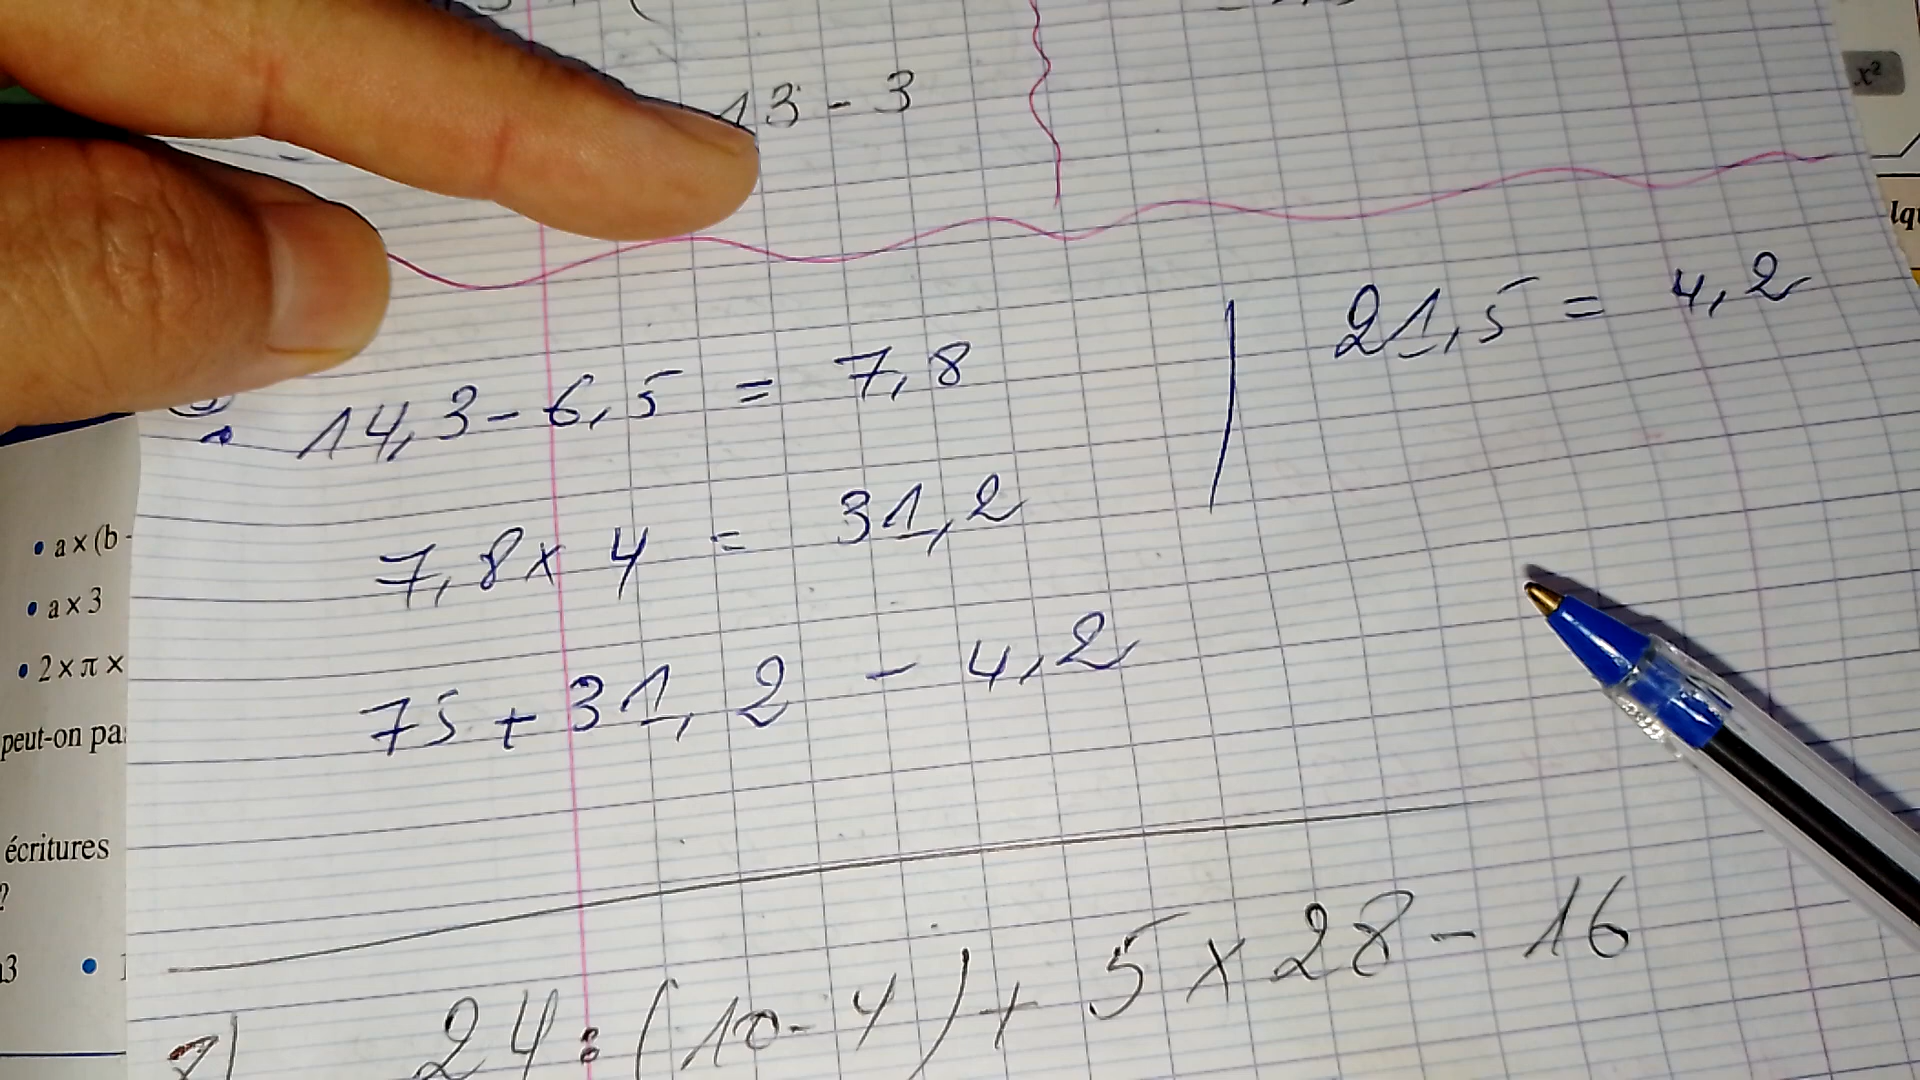 13 - 3
x²
14,3 - 6,5 = 7,8
21,5 = 4,2
7,8 x 4 = 31,2
75 + 31,2 - 4,2
24 : (10 - 4) + 5 x 28 - 16
• a × (b -
• a × 3
• 2 × π ×
peut-on pa
écritures
?